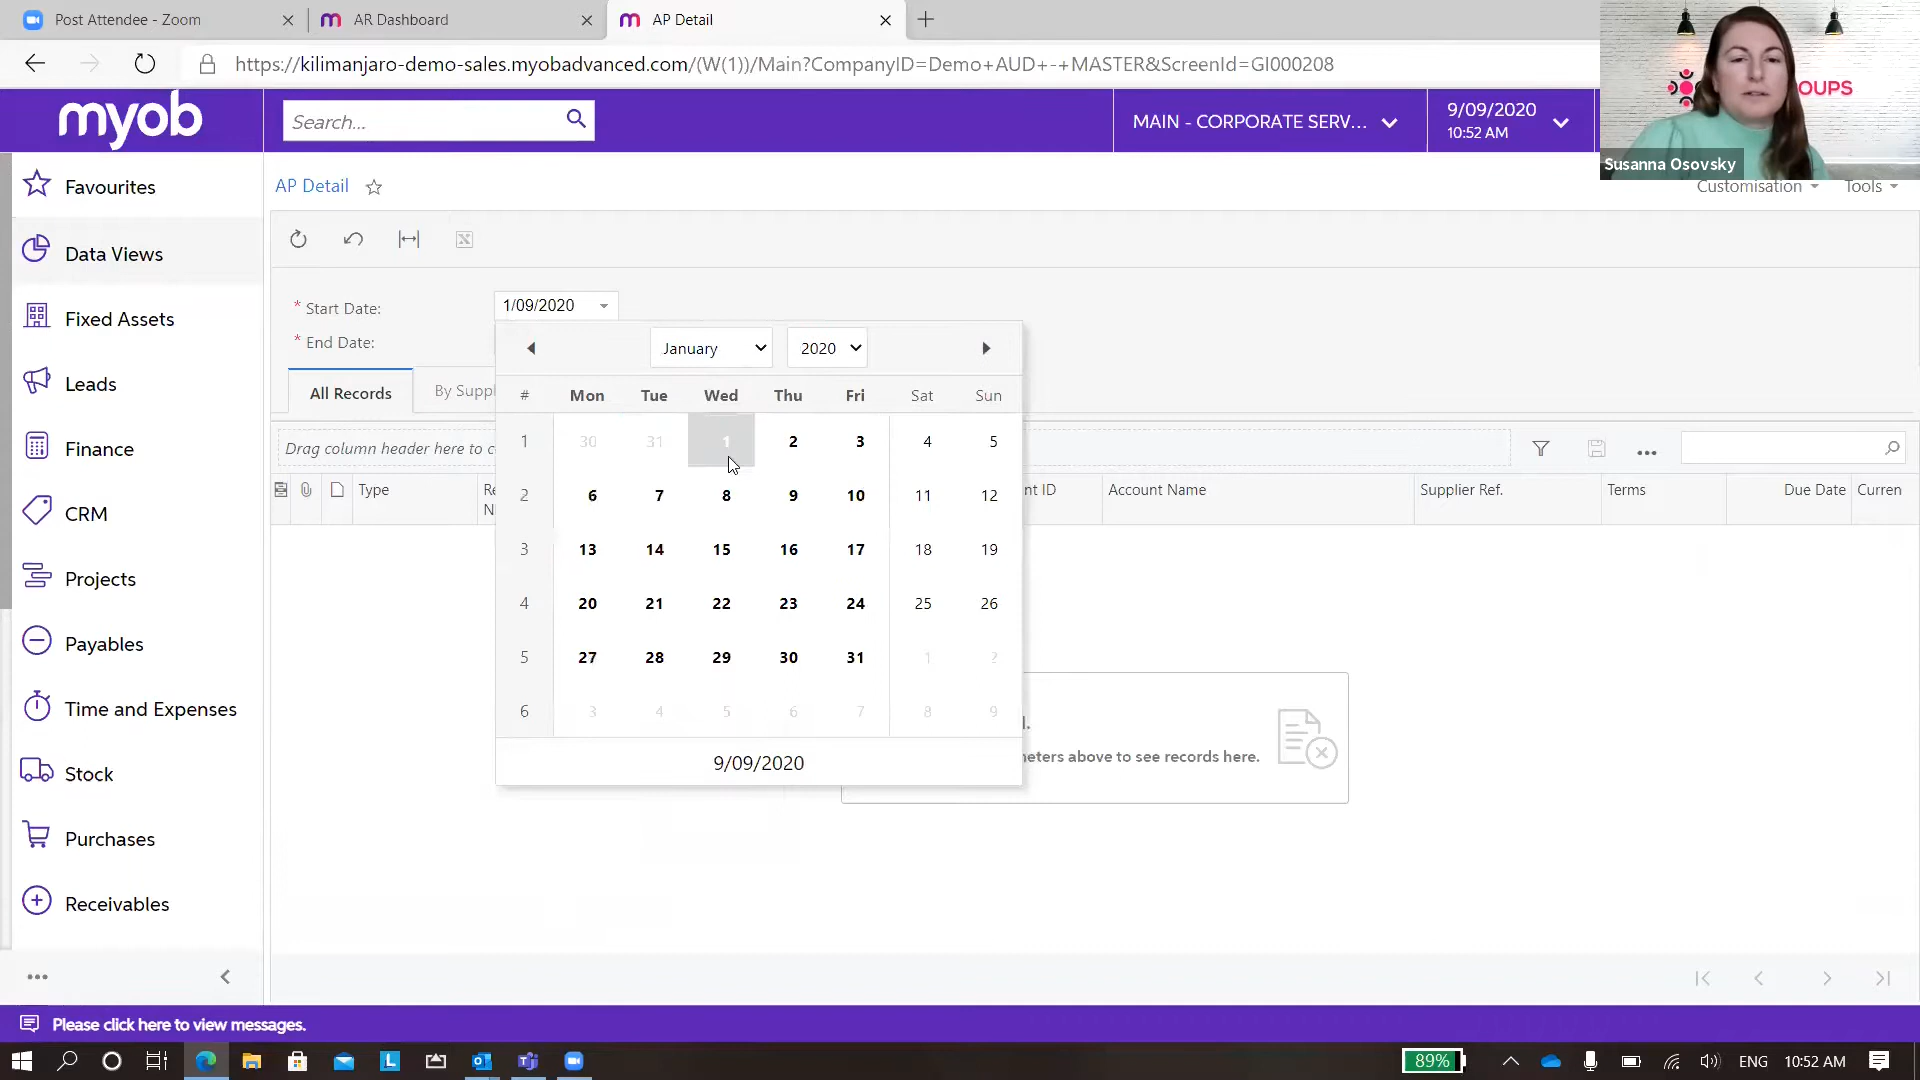 Post Attendee - Zoom
AR Dashboard
AP Detail
https://kilimanjaro-demo-sales.myobadvanced.com/(W(1))/Main?CompanyID=Demo+AUD+-+MASTER&ScreenId=GI000208
OUPS
Susanna Osovsky
myob
Search...
MAIN - CORPORATE SERV...
9/09/2020
10:52 AM
AP Detail
Customisation
Tools
Favourites
Data Views
Fixed Assets
Leads
Finance
CRM
Projects
Payables
Time and Expenses
Stock
Purchases
Receivables
* Start Date:
1/09/2020
* End Date:
All Records
By Suppl
January
2020
# Mon Tue Wed Thu Fri Sat Sun
1 30 31 1 2 3 4 5
2 6 7 8 9 10 11 12
3 13 14 15 16 17 18 19
4 20 21 22 23 24 25 26
5 27 28 29 30 31 1 2
6 3 4 5 6 7 8 9
9/09/2020
Drag column header here to c
Type
Re
N
nt ID
Account Name
Supplier Ref.
Terms
Due Date
Curren
l.
neters above to see records here.
Please click here to view messages.
89%
ENG
10:52 AM